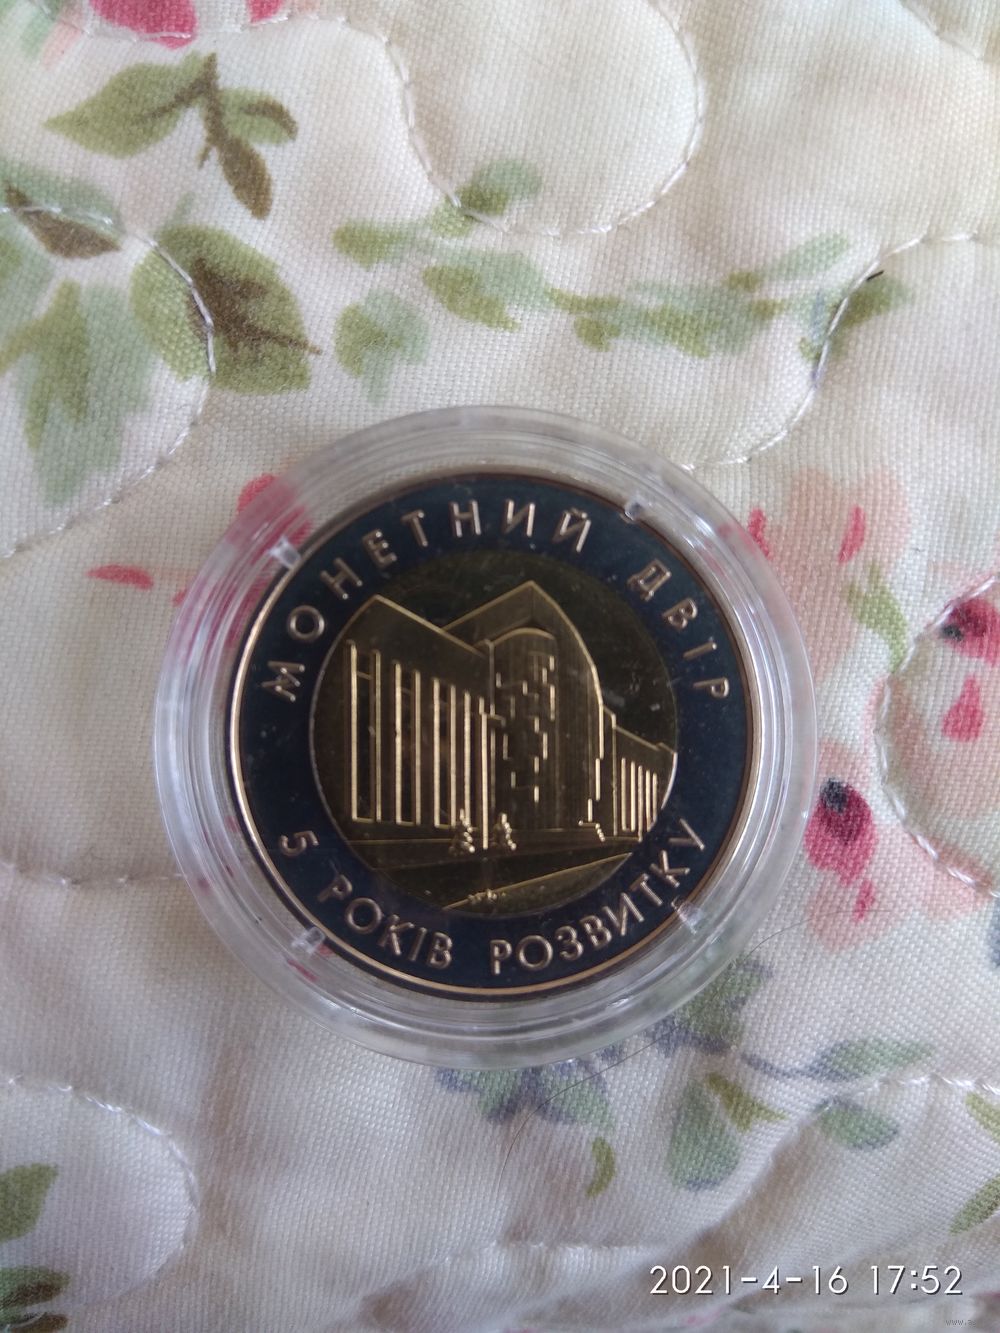 МОНЕТНИЙ ДВІР
5 РОКІВ РОЗВИТКУ
2021-4-16 17:52